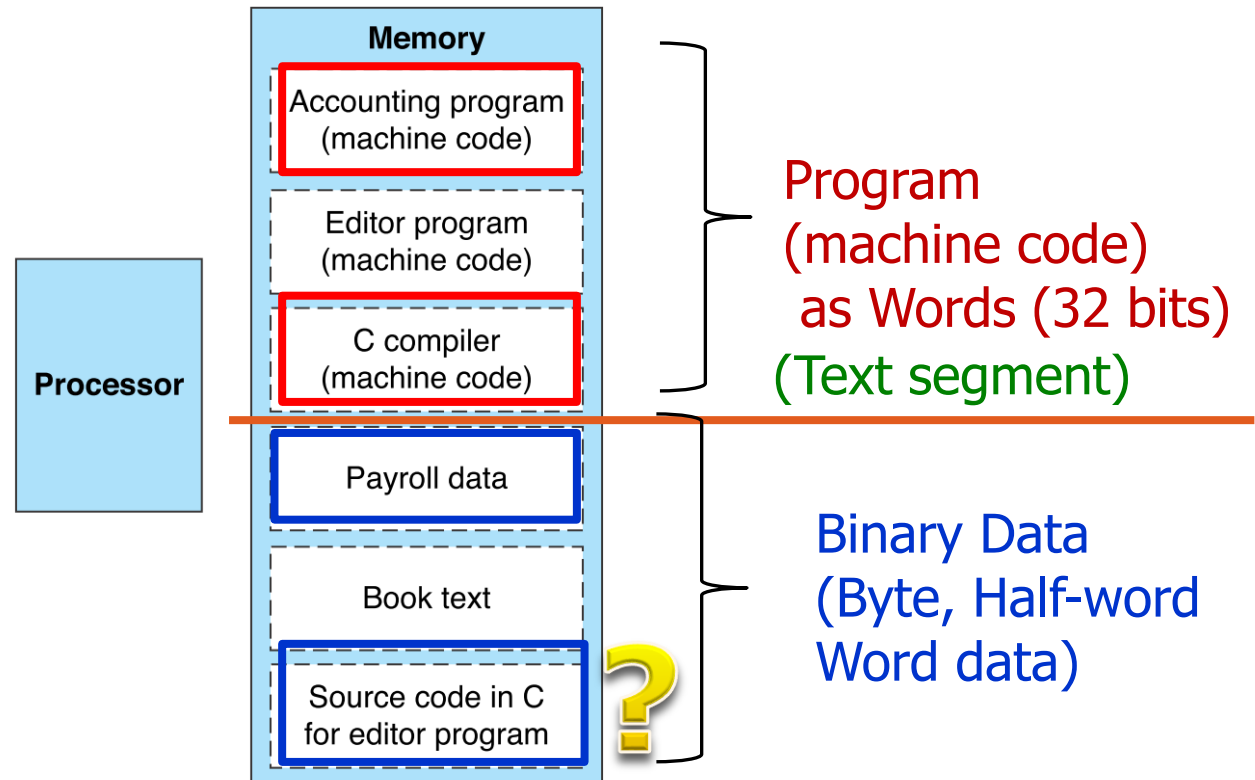 Memory
Accounting program
(machine code)
Editor program
(machine code)
C compiler
(machine code)
Processor
Payroll data
Book text
Source code in C
for editor program
?
Program
(machine code)
as Words (32 bits)
(Text segment)
Binary Data
(Byte, Half-word
Word data)